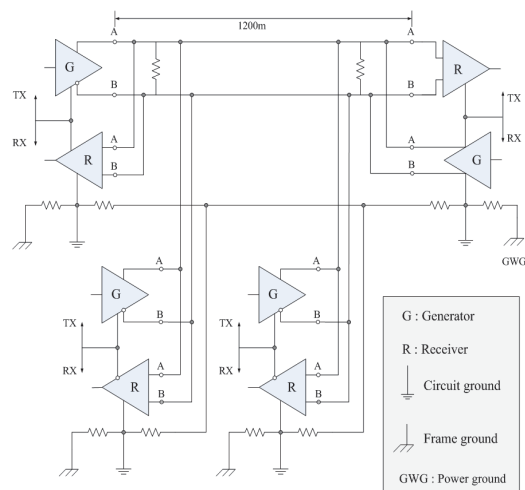 A
1200m
A
G
R
B
B
TX
TX
A
RX
R
B
A
RX
G
B
GWG
A
A
G
G
B
B
TX
TX
RX
A
RX
A
R
R
B
B
G : Generator
R : Receiver
Circuit ground
Frame ground
GWG : Power ground